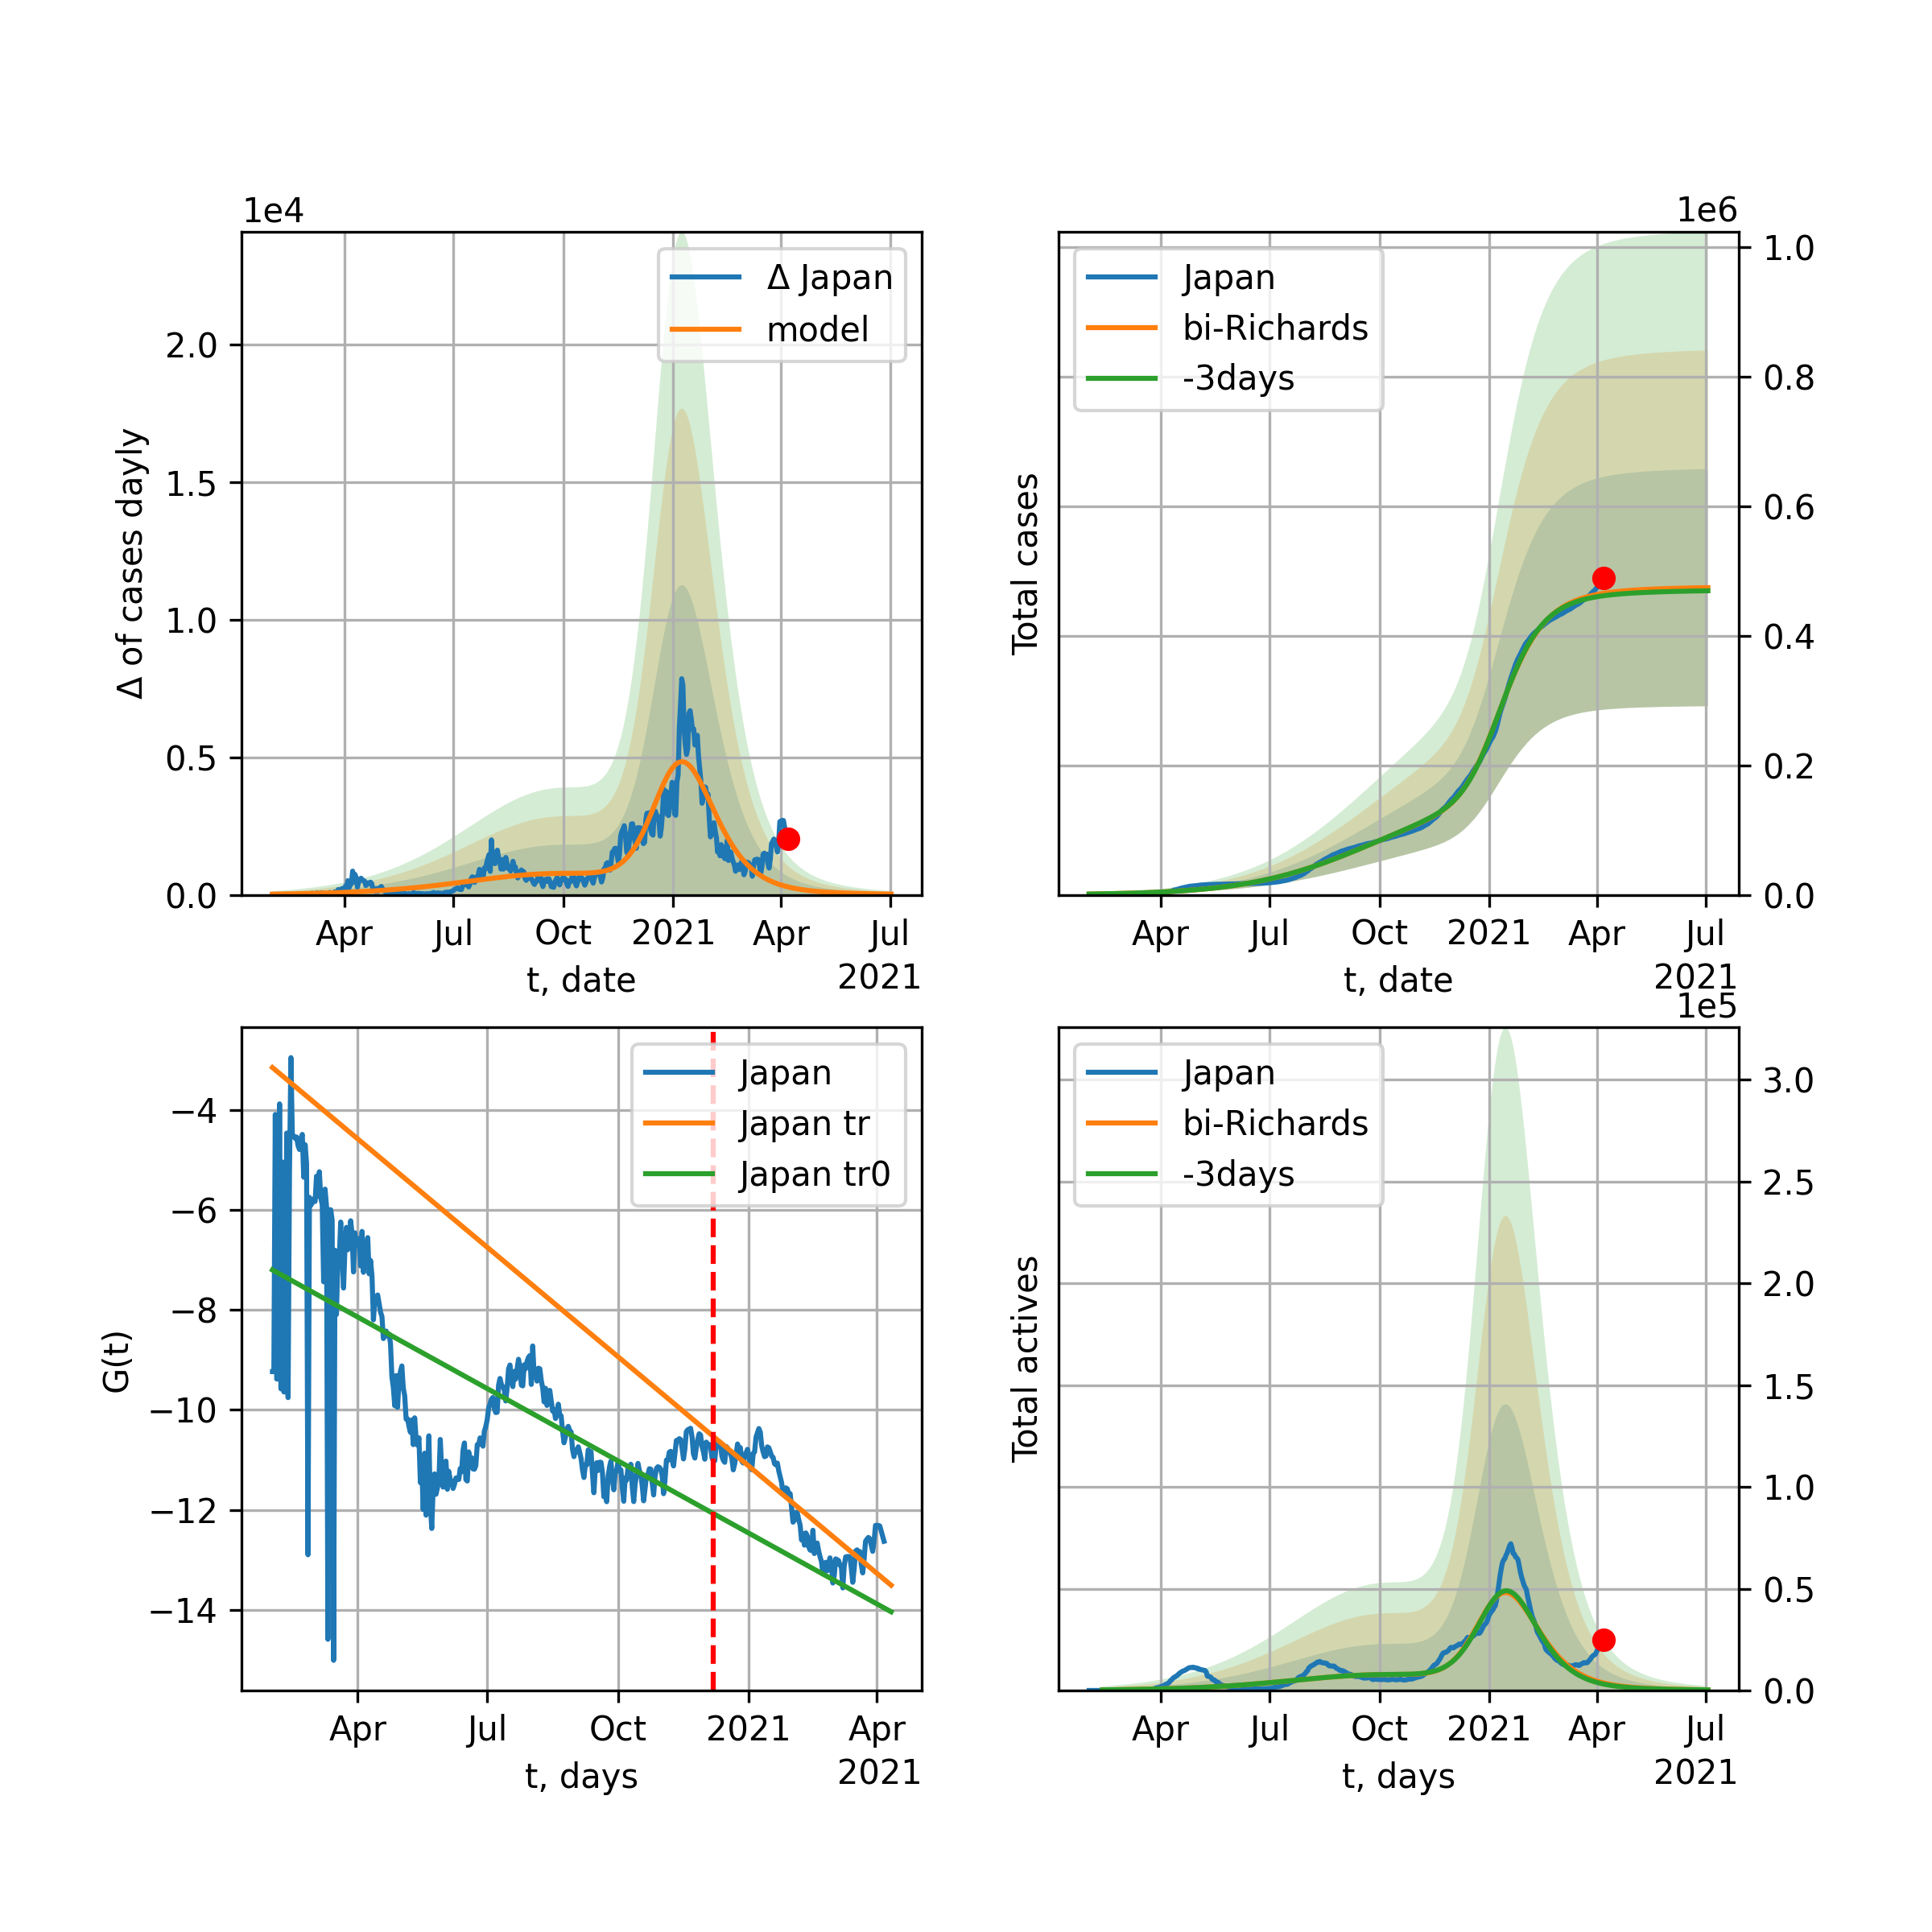 1e4
Δ of cases dayly
2.0
1.5
1.0
0.5
0.0
Δ Japan
model
Apr Jul Oct 2021 Apr Jul
2021
t, date
1e6
Total cases
Japan
bi-Richards
-3days
1.0
0.8
0.6
0.4
0.2
0.0
Apr Jul Oct 2021 Apr Jul
2021
t, date
G(t)
−4
−6
−8
−10
−12
−14
Japan
Japan tr
Japan tr0
Apr Jul Oct 2021 Apr
2021
t, days
1e5
Total actives
Japan
bi-Richards
-3days
3.0
2.5
2.0
1.5
1.0
0.5
0.0
Apr Jul Oct 2021 Apr Jul
2021
t, days